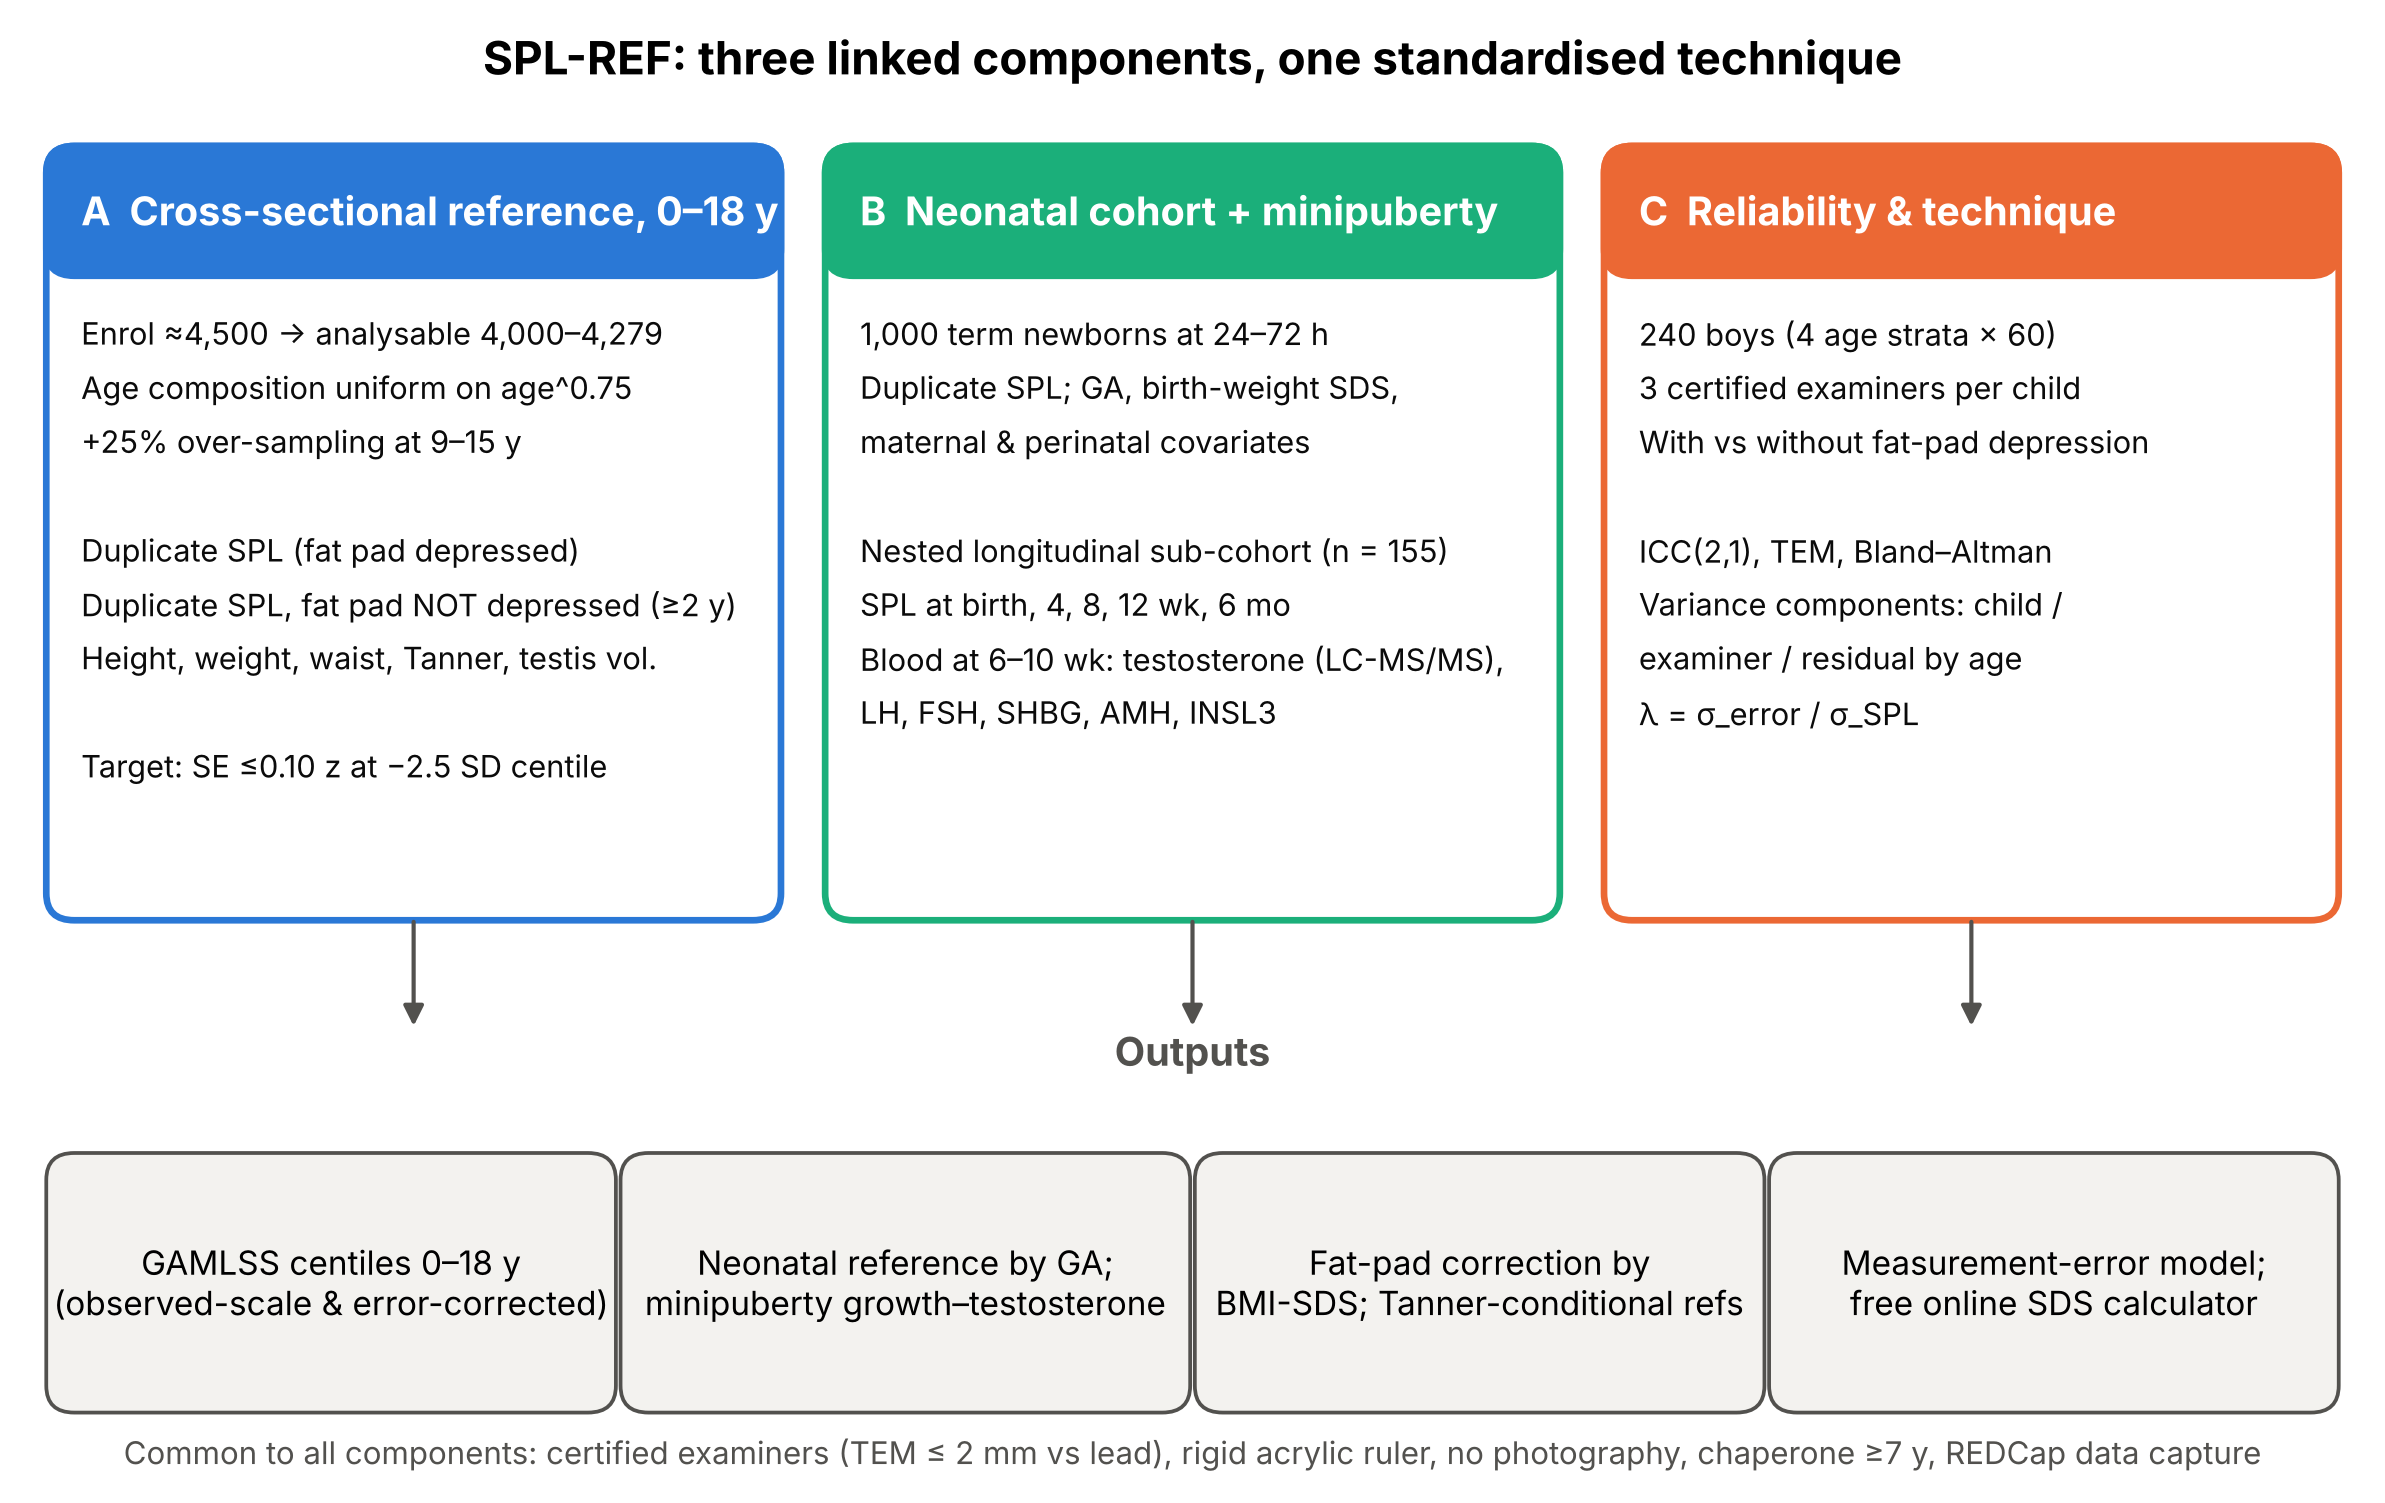 SPL-REF: three linked components, one standardised technique
A Cross-sectional reference, 0–18 y
Enrol ≈4,500 → analysable 4,000–4,279
Age composition uniform on age^0.75
+25% over-sampling at 9–15 y
Duplicate SPL (fat pad depressed)
Duplicate SPL, fat pad NOT depressed (≥2 y)
Height, weight, waist, Tanner, testis vol.
Target: SE ≤0.10 z at −2.5 SD centile
B Neonatal cohort + minipuberty
1,000 term newborns at 24–72 h
Duplicate SPL; GA, birth-weight SDS,
maternal & perinatal covariates
Nested longitudinal sub-cohort (n = 155)
SPL at birth, 4, 8, 12 wk, 6 mo
Blood at 6–10 wk: testosterone (LC-MS/MS),
LH, FSH, SHBG, AMH, INSL3
C Reliability & technique
240 boys (4 age strata × 60)
3 certified examiners per child
With vs without fat-pad depression
ICC(2,1), TEM, Bland–Altman
Variance components: child /
examiner / residual by age
λ = σ_error / σ_SPL
Outputs
GAMLSS centiles 0–18 y
(observed-scale & error-corrected)
Neonatal reference by GA;
minipuberty growth–testosterone
Fat-pad correction by
BMI-SDS; Tanner-conditional refs
Measurement-error model;
free online SDS calculator
Common to all components: certified examiners (TEM ≤ 2 mm vs lead), rigid acrylic ruler, no photography, chaperone ≥7 y, REDCap data capture